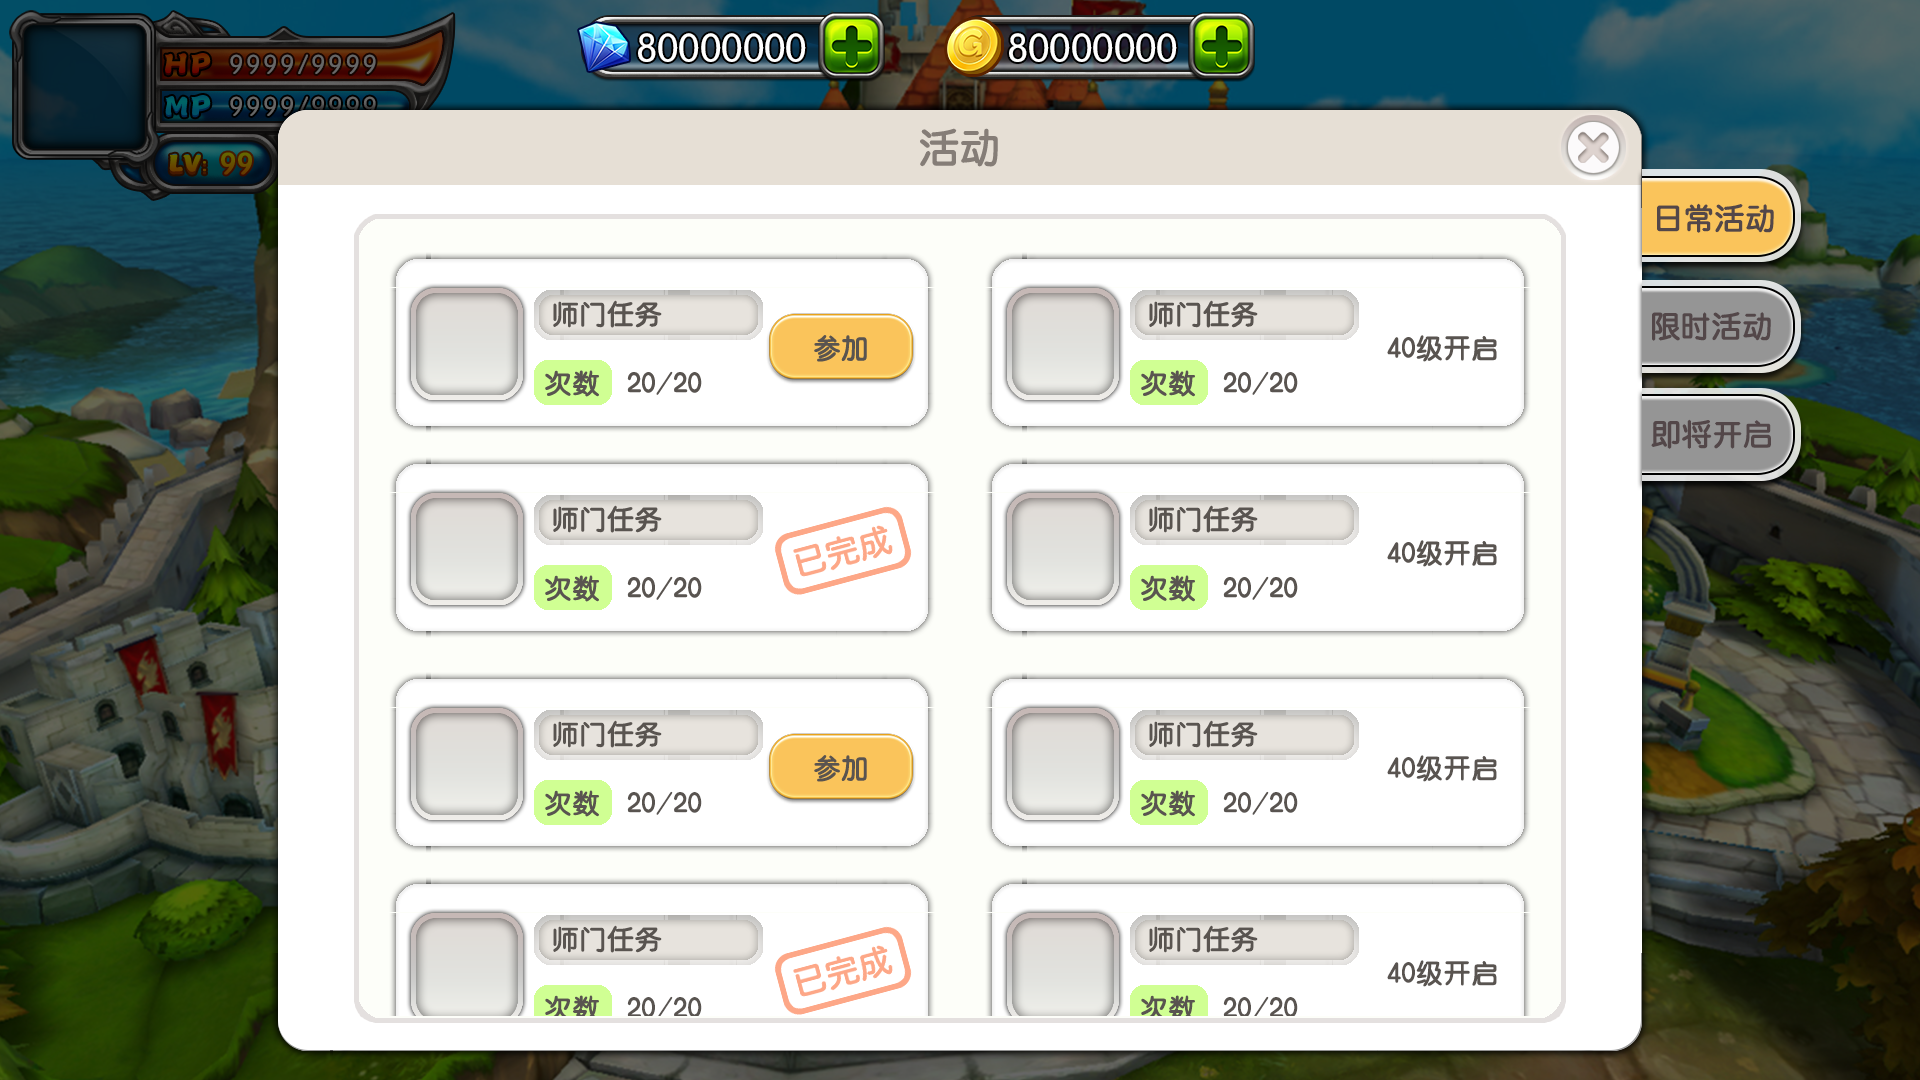 HP 9999/9999
80000000
80000000
MP 9999/9999
LV: 99
活动
日常活动
限时活动
即将开启
师门任务
参加
次数 20/20
师门任务
40级开启
次数 20/20
师门任务
已完成
次数 20/20
师门任务
40级开启
次数 20/20
师门任务
参加
次数 20/20
师门任务
40级开启
次数 20/20
师门任务
已完成
次数 20/20
师门任务
40级开启
次数 20/20